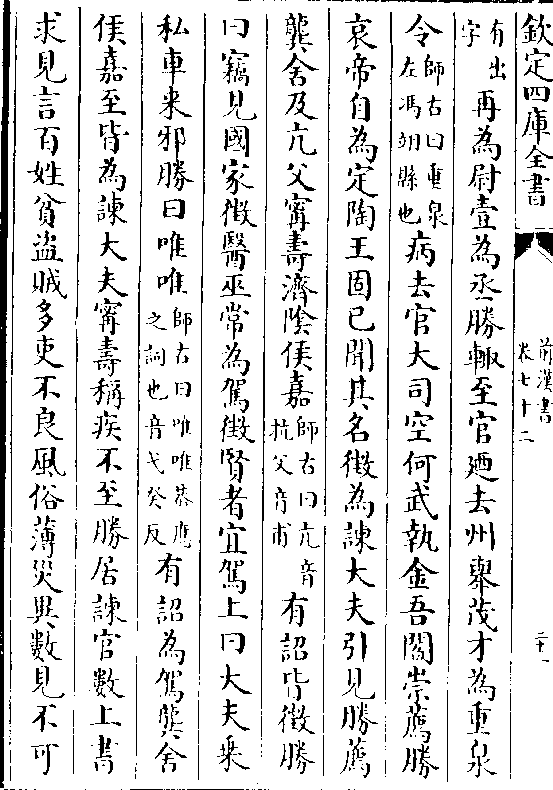 欽定四庫全書
前漢書
卷七十二
二十一
有出
字
再為尉壹為丞勝輒至官廼去州舉茂才為重泉
令
師古曰重泉
左馮翊縣也
病去官大司空何武執金吾閻崇薦勝
哀帝自為定陶王固已聞其名徵為諫大夫引見勝薦
龔舍及亢父甯壽濟陰侯嘉
師古曰亢音
抗父音甫
有詔皆徵勝
曰竊見國家徵醫巫常為駕徵賢者宜駕上曰大夫乗
私車来邪勝曰唯唯
師古曰唯唯恭應
之詞也音弋癸反
有詔為駕龔舍
侯嘉至皆為諫大夫甯壽稱疾不至勝居諫官數上書
求見言百姓貧盜賊多吏不良風俗薄災異數見不可